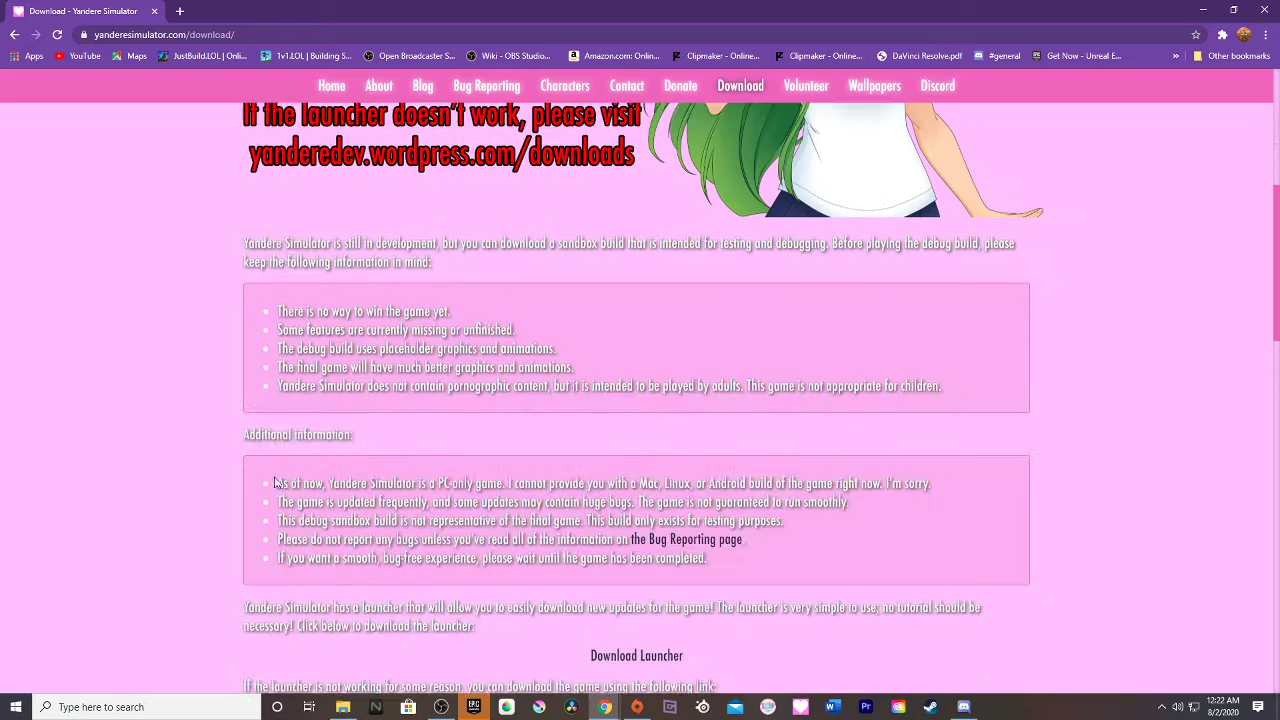 Download
yanderesimulator.com/download/
Apps
YouTube
Maps
JustBuild.LOL | Onli...
1v1.LOL | Building S...
Open Broadcaster S...
Wiki - OBS Studio...
Amazon.com: Onlin...
Clipmaker - Online...
Clipmaker - Online...
DaVinci Resolve.pdf
#general
Get Now - Unreal E...
»
Other bookmarks
Home
About
Blog
Bug Reporting
Characters
Contact
Donate
Download
Volunteer
Wallpapers
Discord
If the launcher doesn't work, please visit
yanderedev.wordpress.com/downloads
Yandere Simulator is still in development, but you can download a sandbox build that is intended for testing and debugging. Before playing the debug build, please
keep the following information in mind:
There is no way to win the game yet.
Some features are currently missing or unfinished.
The debug build uses placeholder graphics and animations.
The final game will have much better graphics and animations.
Yandere Simulator does not contain pornographic content, but it is intended to be played by adults. This game is not appropriate for children.
Additional information:
As of now, Yandere Simulator is a PC-only game. I cannot provide you with a Mac, Linux, or Android build of the game right now. I'm sorry.
The game is updated frequently, and some updates may contain huge bugs. The game is not guaranteed to run smoothly.
This debug sandbox build is not representative of the final game. This build only exists for testing purposes.
Please do not report any bugs unless you've read all of the information on the Bug Reporting page.
If you want a smooth, bug-free experience, please wait until the game has been completed.
Yandere Simulator has a launcher that will allow you to easily download new updates for the game! The launcher is very simple to use; no tutorial should be
necessary! Click below to download the launcher:
Download Launcher
If the launcher is not working for some reason, you can download the game using the following link:
Type here to search
12:22 AM
8/2/2020